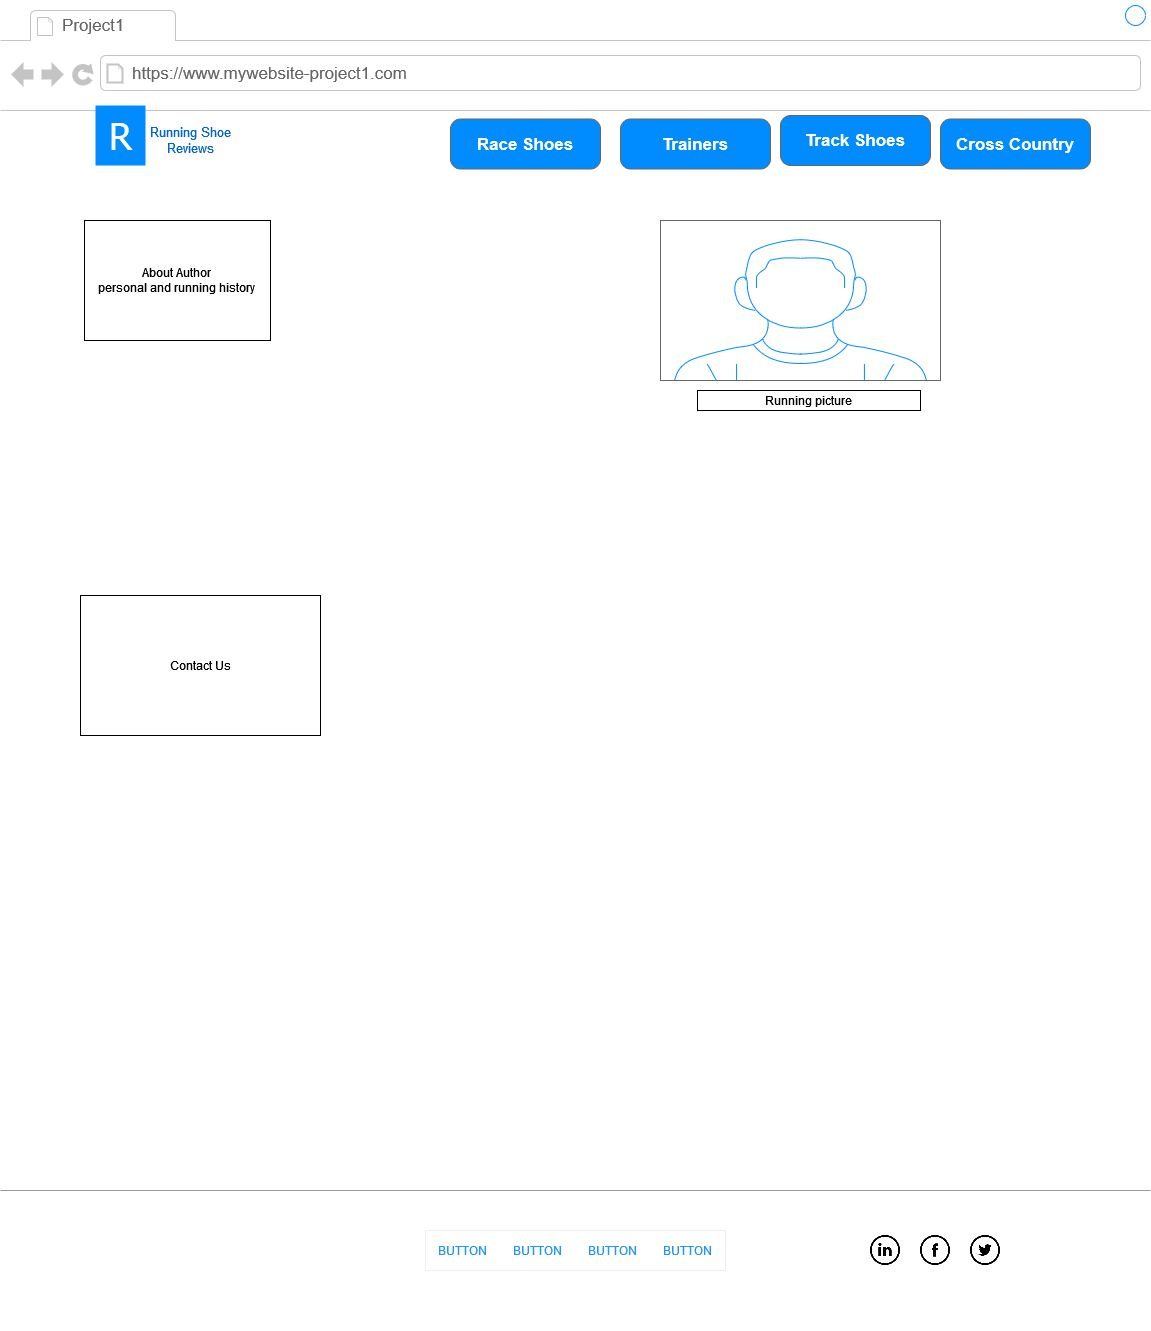 Project1
https://www.mywebsite-project1.com
R
Running Shoe
Reviews
Race Shoes
Trainers
Track Shoes
Cross Country
About Author
personal and running history
Running picture
Contact Us
BUTTON BUTTON BUTTON BUTTON
in f